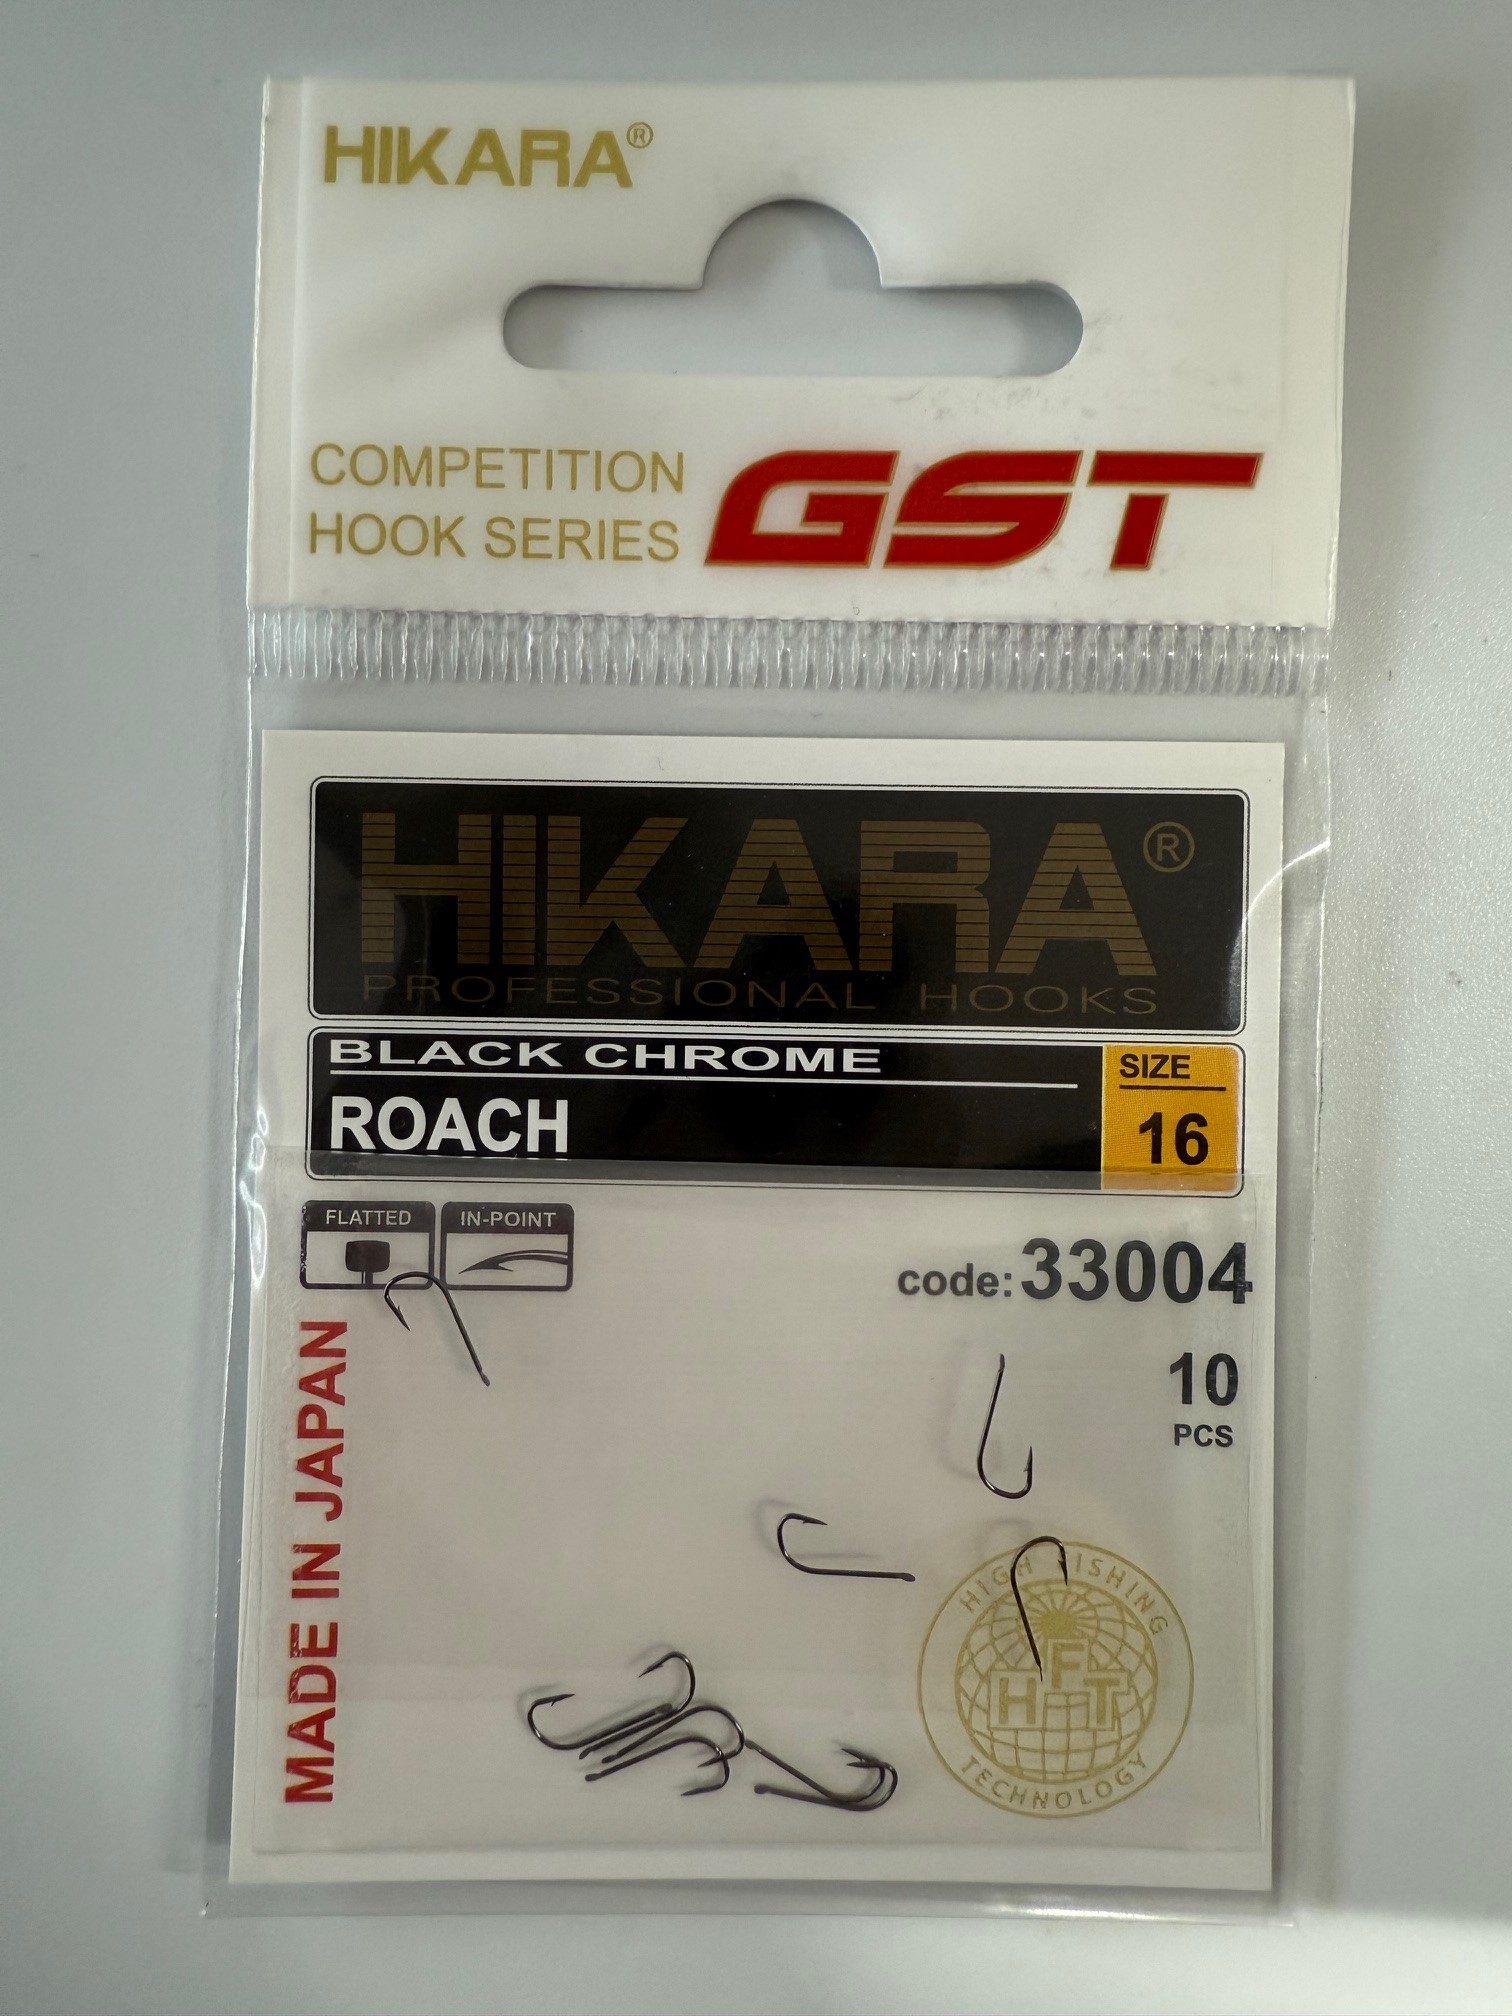 HIKARA®
COMPETITION
HOOK SERIES
GST
HIKARA®
PROFESSIONAL HOOKS
BLACK CHROME
ROACH
SIZE
16
FLATTED
IN-POINT
code:33004
10
PCS
MADE IN JAPAN
HIGH FISHING
HFT
TECHNOLOGY